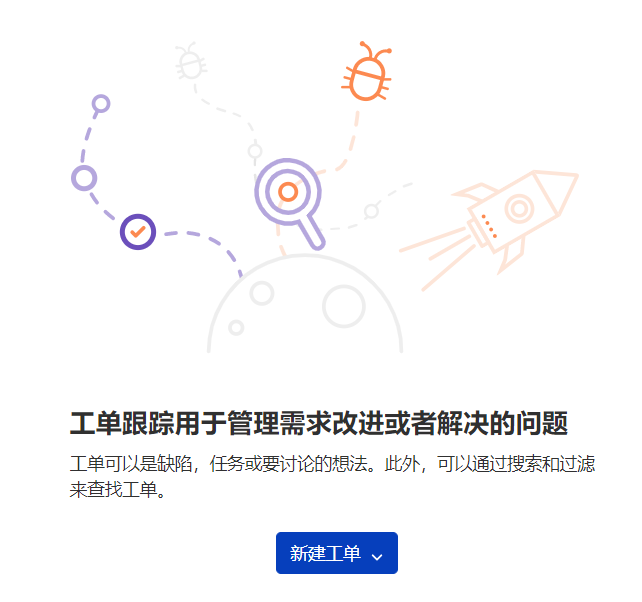 工单跟踪用于管理需求改进或者解决的问题
工单可以是缺陷，任务或要讨论的想法。此外，可以通过搜索和过滤
来查找工单。
新建工单